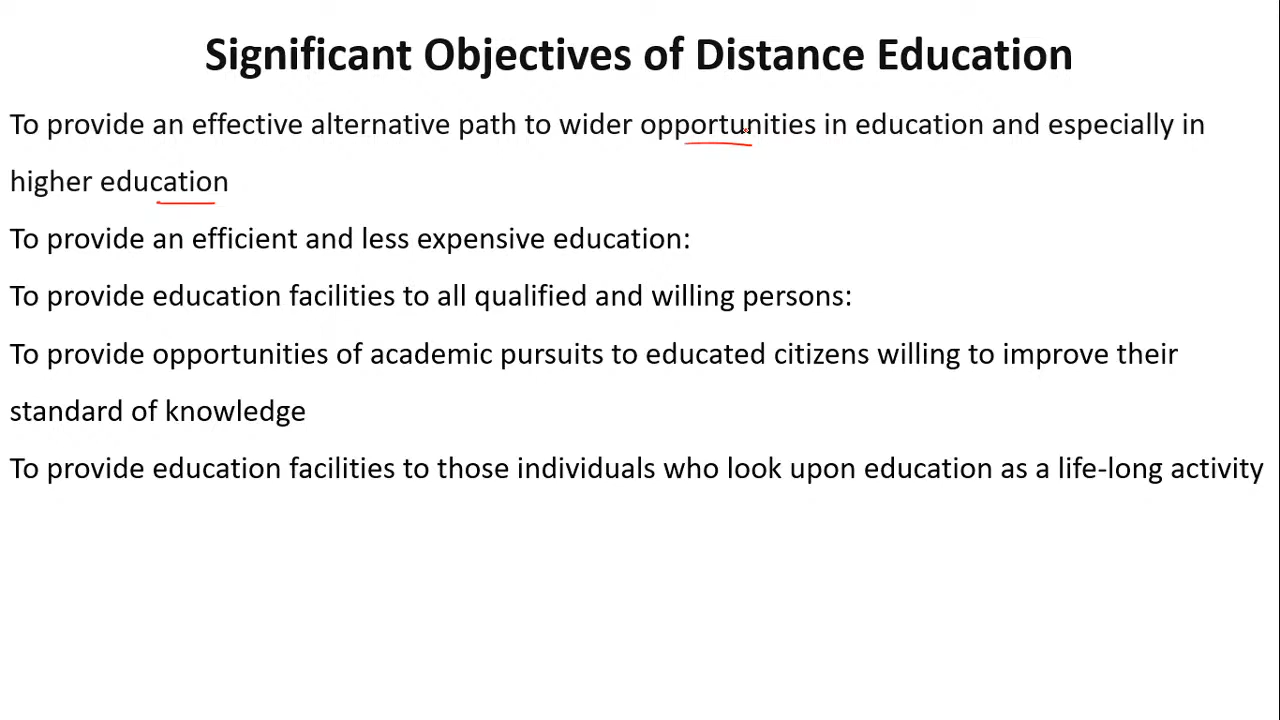 Significant Objectives of Distance Education
To provide an effective alternative path to wider opportunities in education and especially in
higher education
To provide an efficient and less expensive education:
To provide education facilities to all qualified and willing persons:
To provide opportunities of academic pursuits to educated citizens willing to improve their
standard of knowledge
To provide education facilities to those individuals who look upon education as a life-long activity